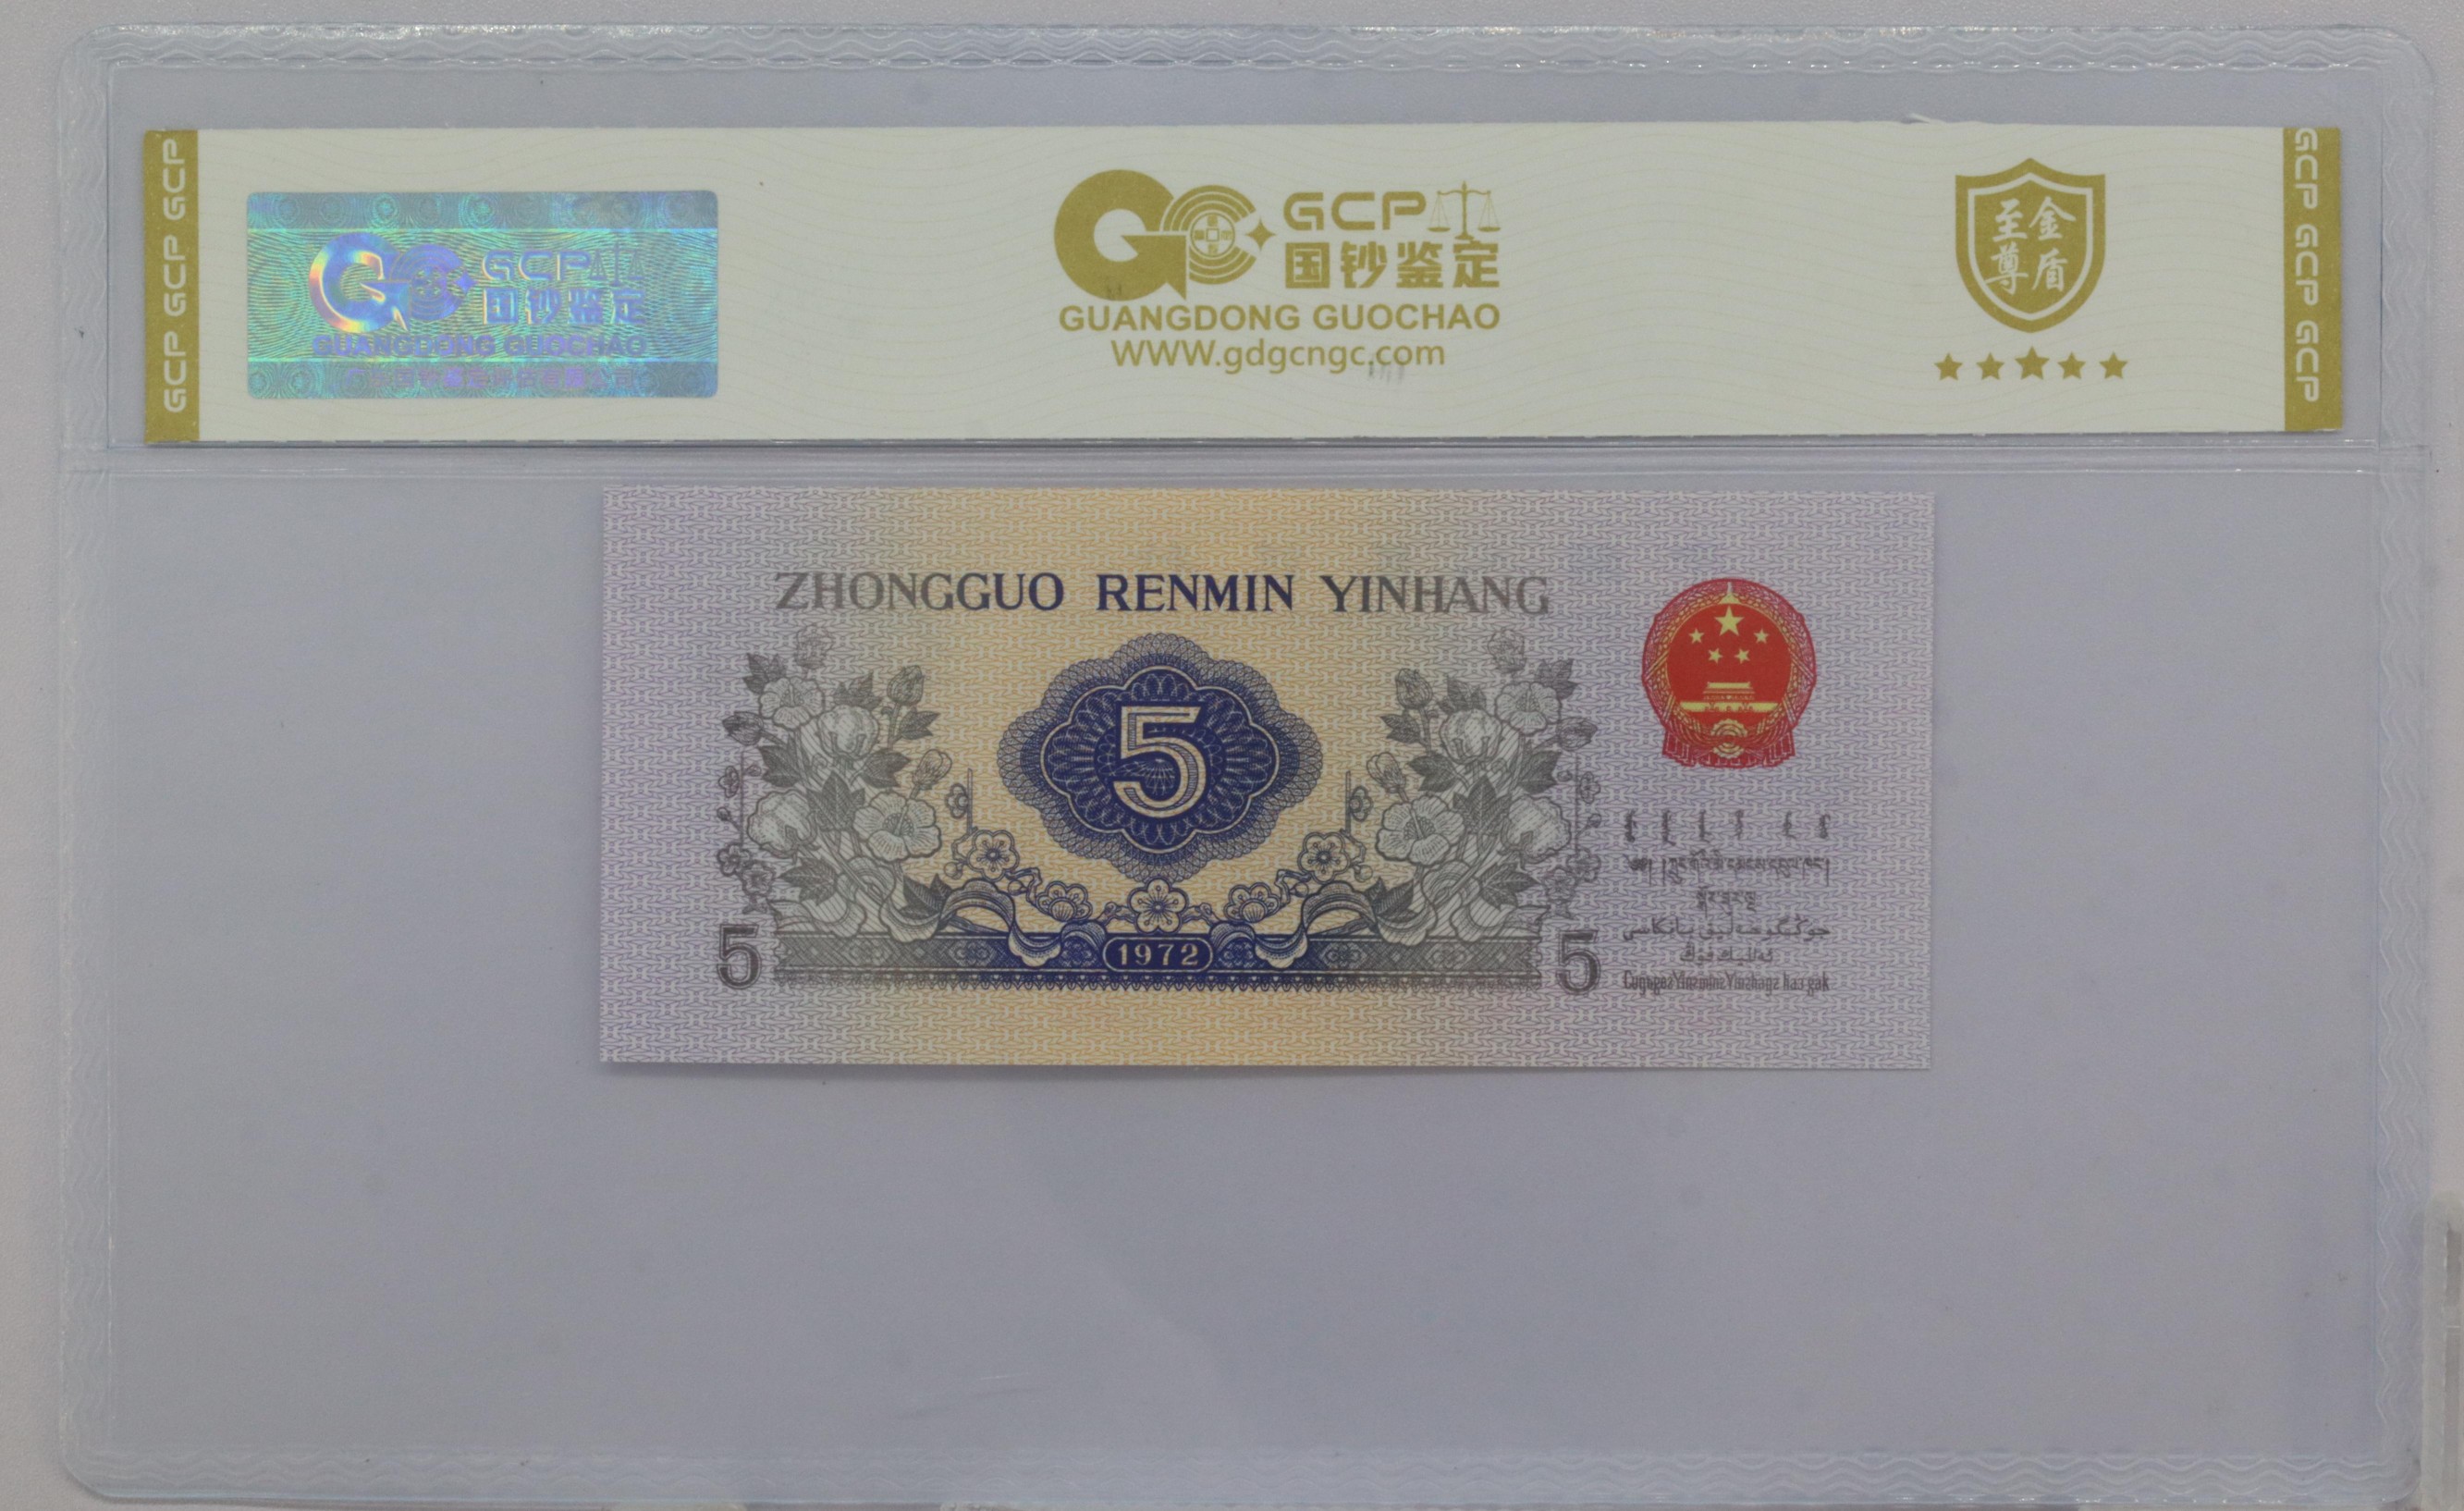 GCP GCP GCP
GCP
国钞鉴定
GUANGDONG GUOCHAO
GCP
国钞鉴定
GUANGDONG GUOCHAO
WWW.gdgcngc.com
至尊
金盾
GCP GCP GCP
ZHONGGUO RENMIN YINHANG
5
1972
5
5